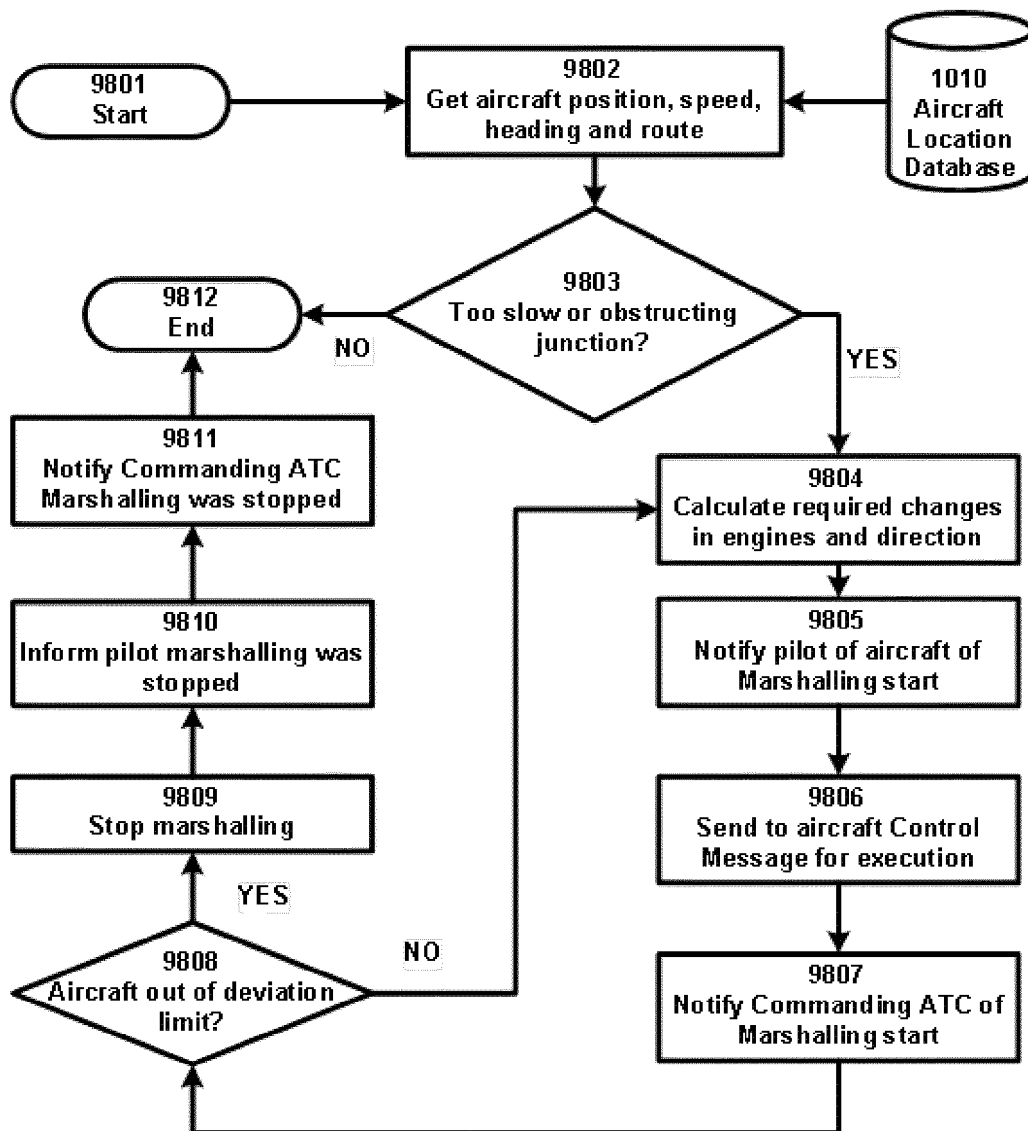 9801
Start
9802
Get aircraft position, speed,
heading and route
1010
Aircraft
Location
Database
9803
Too slow or obstructing
junction?
9812
End
NO
YES
9811
Notify Commanding ATC
Marshalling was stopped
9804
Calculate required changes
in engines and direction
9810
Inform pilot marshalling was
stopped
9805
Notify pilot of aircraft of
Marshalling start
9809
Stop marshalling
9806
Send to aircraft Control
Message for execution
YES
NO
9808
Aircraft out of deviation
limit?
9807
Notify Commanding ATC of
Marshalling start